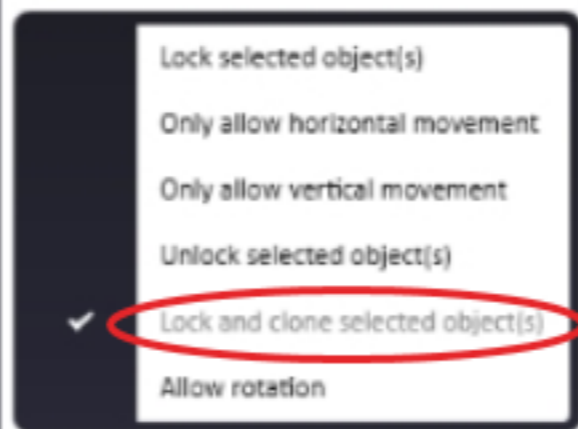 Lock selected object(s)
Only allow horizontal movement
Only allow vertical movement
Unlock selected object(s)
Lock and clone selected object(s)
Allow rotation